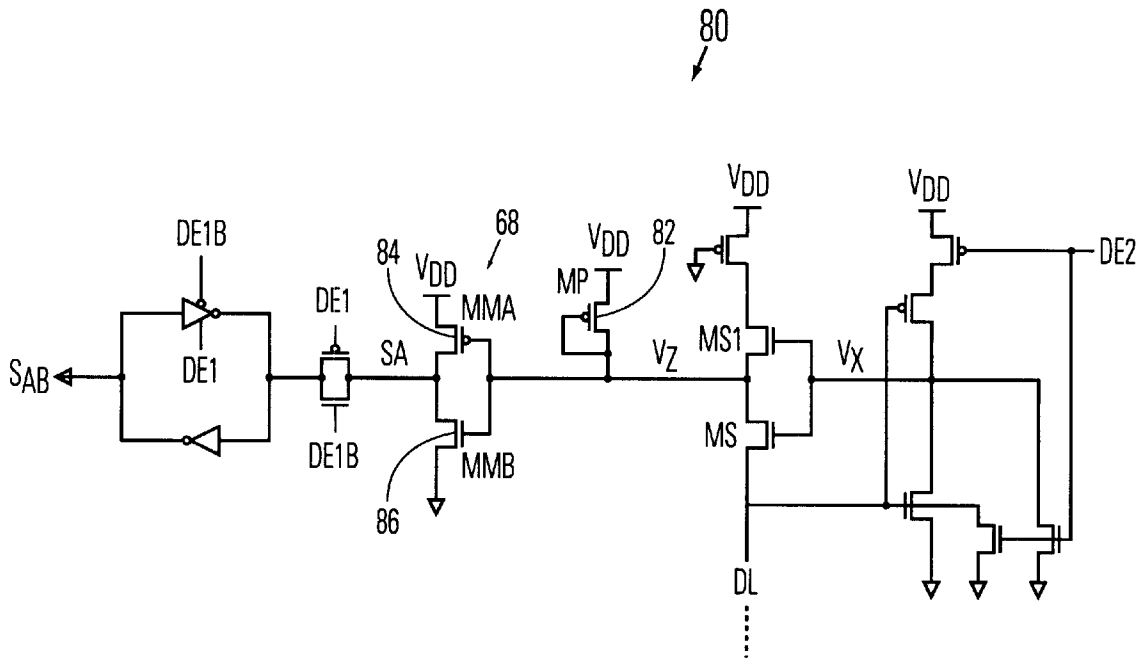 80
VDD
VDD
DE1B
84
68
VDD
82
VDD
MMA
MP
DE2
DE1
SA
VZ
MS1
VX
SAB
DE1
DE1B
MS
MMB
86
DL